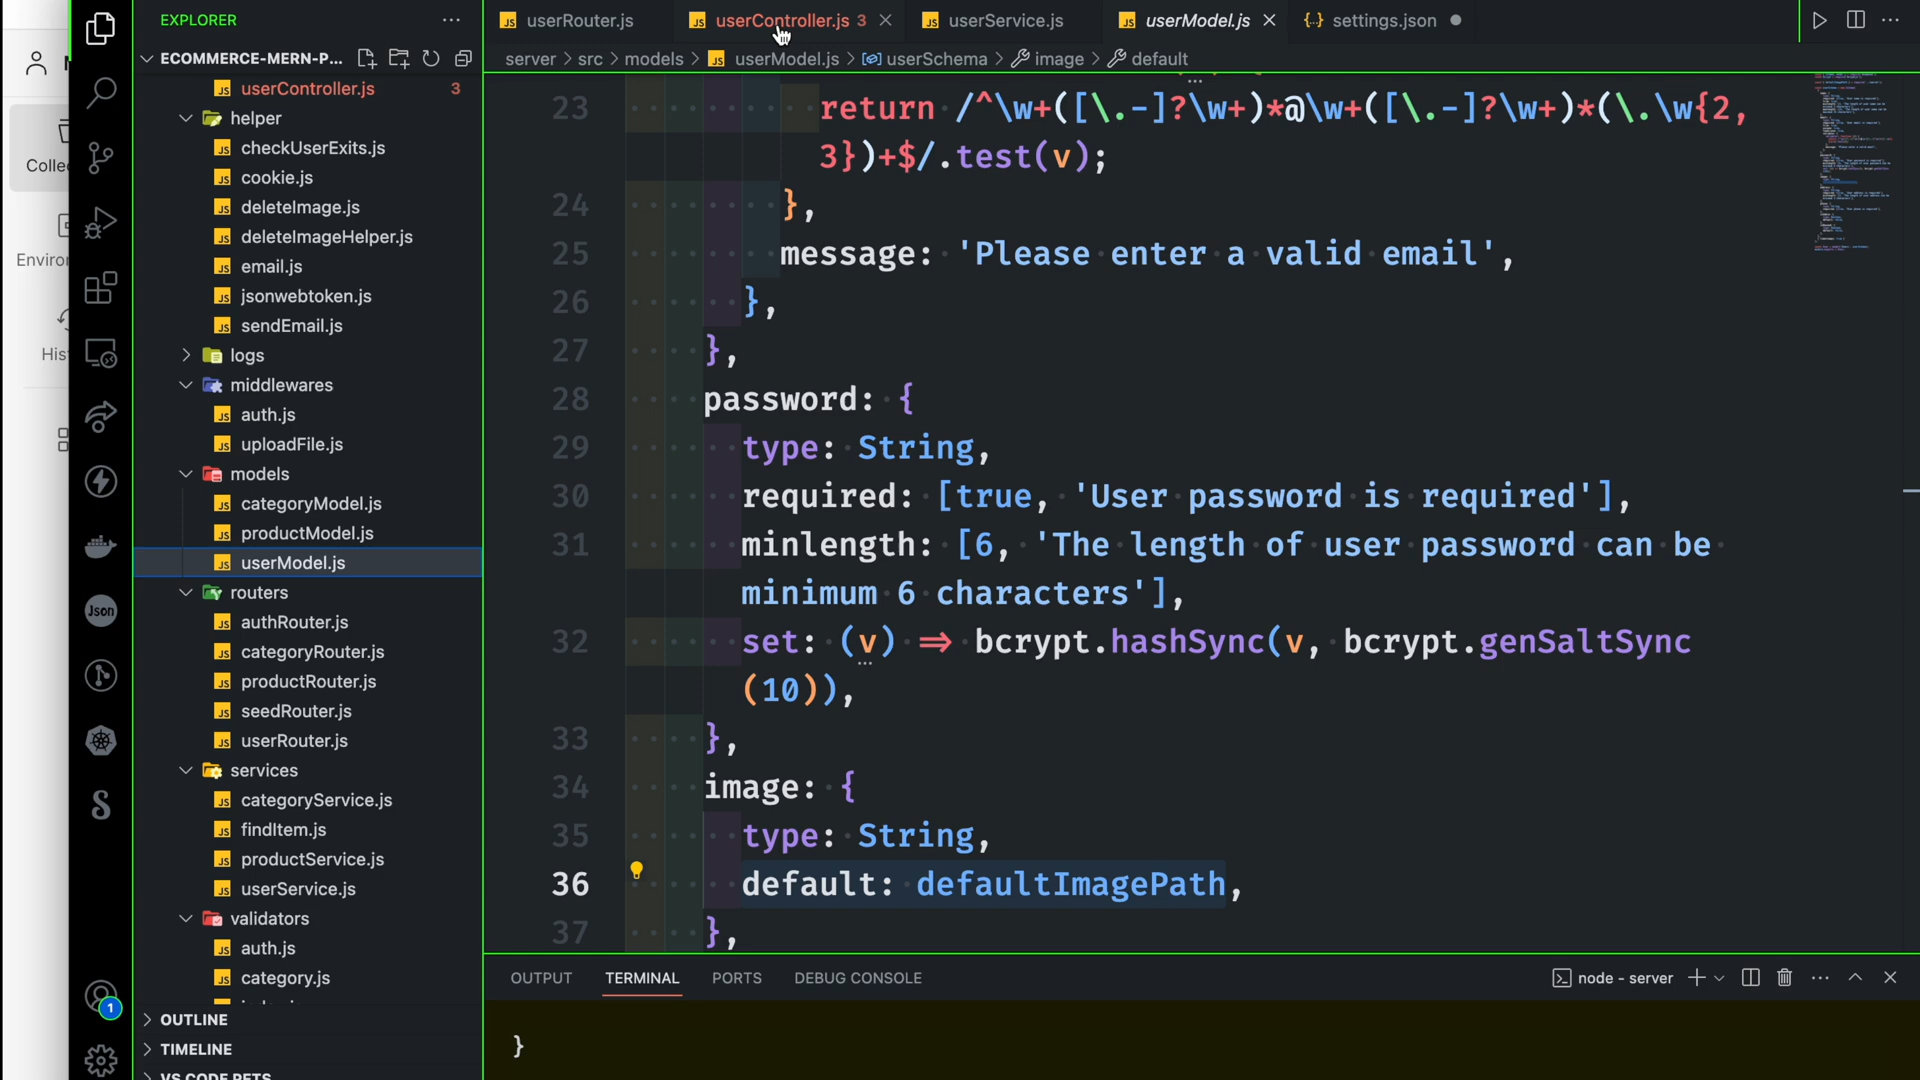 EXPLORER
ECOMMERCE-MERN-P...
userController.js 3
helper
checkUserExits.js
cookie.js
deleteImage.js
deleteImageHelper.js
email.js
jsonwebtoken.js
sendEmail.js
logs
middlewares
auth.js
uploadFile.js
models
categoryModel.js
productModel.js
userModel.js
routers
authRouter.js
categoryRouter.js
productRouter.js
seedRouter.js
userRouter.js
services
categoryService.js
findItem.js
productService.js
userService.js
validators
auth.js
category.js
OUTLINE
TIMELINE
VS CODE PETS
Collec
Environ
His
Json
1
userRouter.js userController.js 3 userService.js userModel.js settings.json
server > src > models > userModel.js > userSchema > image > default
23 return /^\w+([\.-]?\w+)*@\w+([\.-]?\w+)*(\.\w{2,
3})+$/.test(v);
24 },
25 message: 'Please enter a valid email',
26 },
27 },
28 password: {
29 type: String,
30 required: [true, 'User password is required'],
31 minlength: [6, 'The length of user password can be
minimum 6 characters'],
32 set: (v) => bcrypt.hashSync(v, bcrypt.genSaltSync
(10)),
33 },
34 image: {
35 type: String,
36 default: defaultImagePath,
37 },
OUTPUT TERMINAL PORTS DEBUG CONSOLE node - server
}